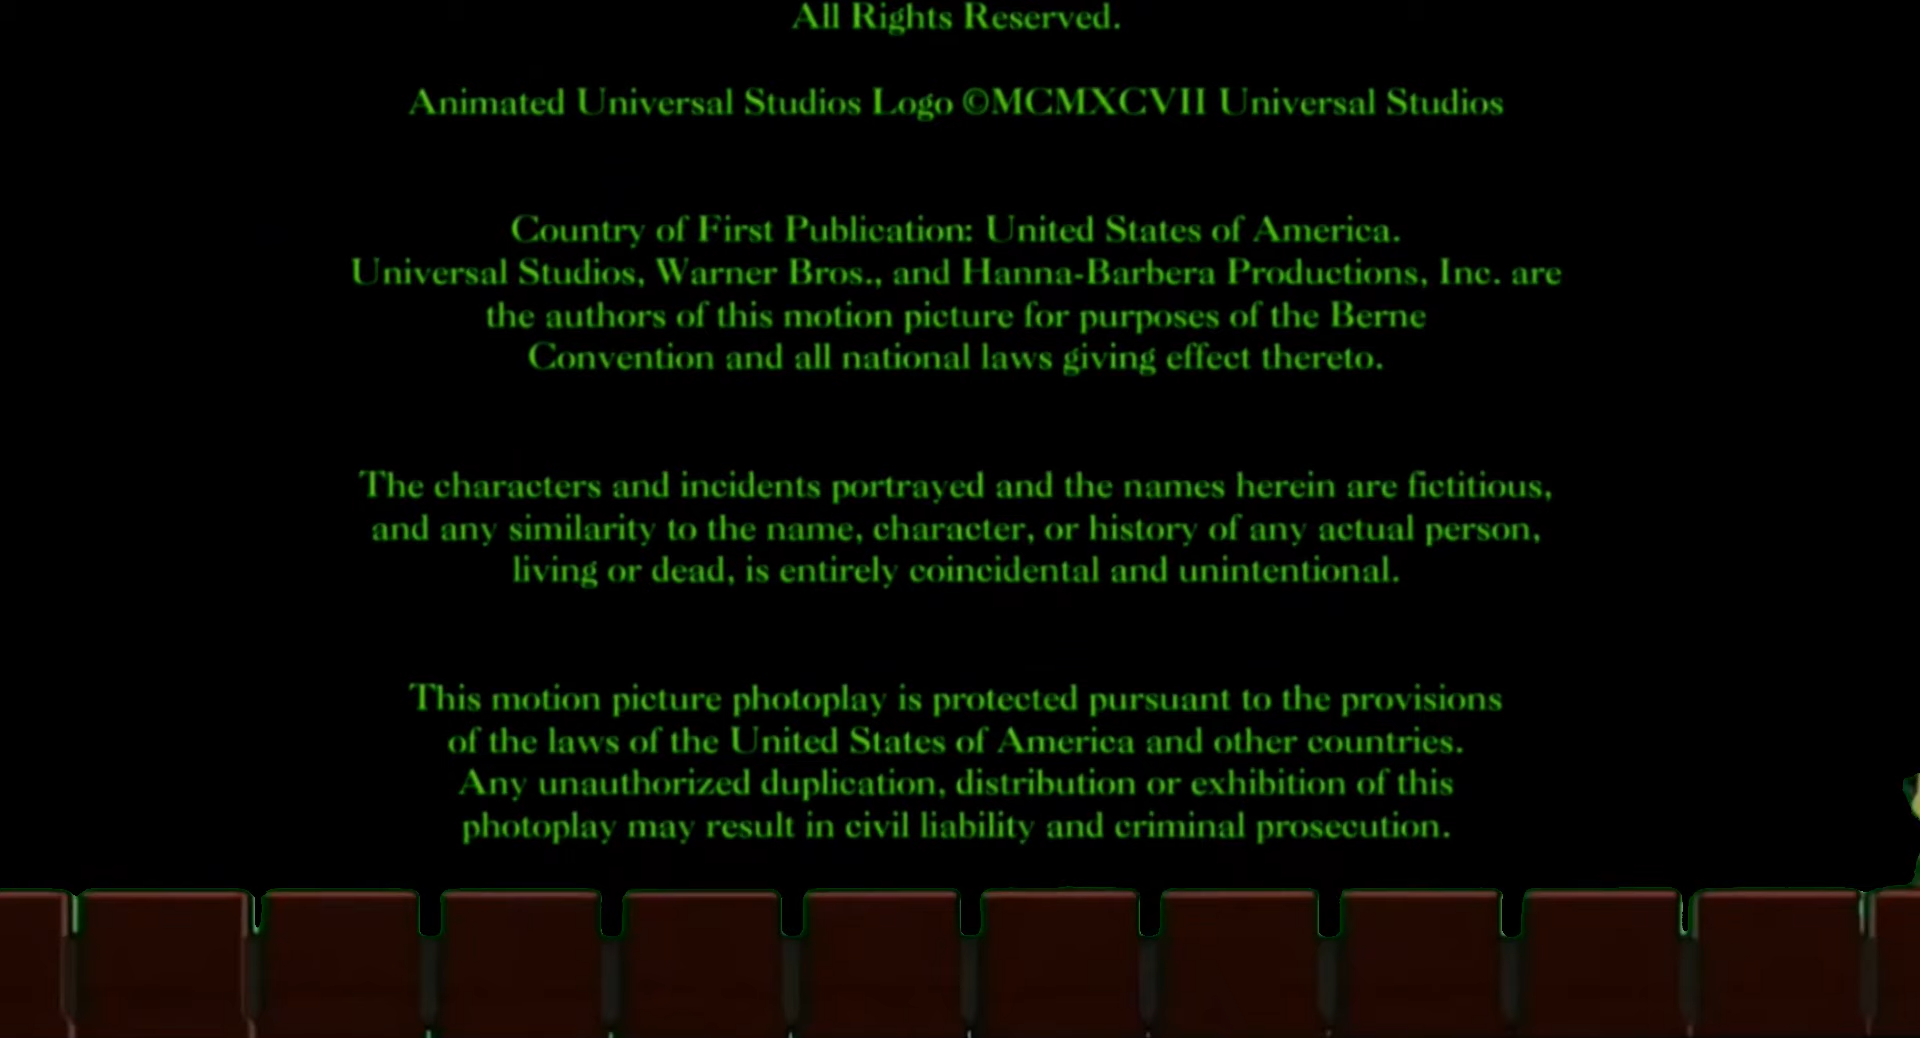 All Rights Reserved.
Animated Universal Studios Logo ©MCMXCVII Universal Studios
Country of First Publication: United States of America.
Universal Studios, Warner Bros., and Hanna-Barbera Productions, Inc. are
the authors of this motion picture for purposes of the Berne
Convention and all national laws giving effect thereto.
The characters and incidents portrayed and the names herein are fictitious,
and any similarity to the name, character, or history of any actual person,
living or dead, is entirely coincidental and unintentional.
This motion picture photoplay is protected pursuant to the provisions
of the laws of the United States of America and other countries.
Any unauthorized duplication, distribution or exhibition of this
photoplay may result in civil liability and criminal prosecution.